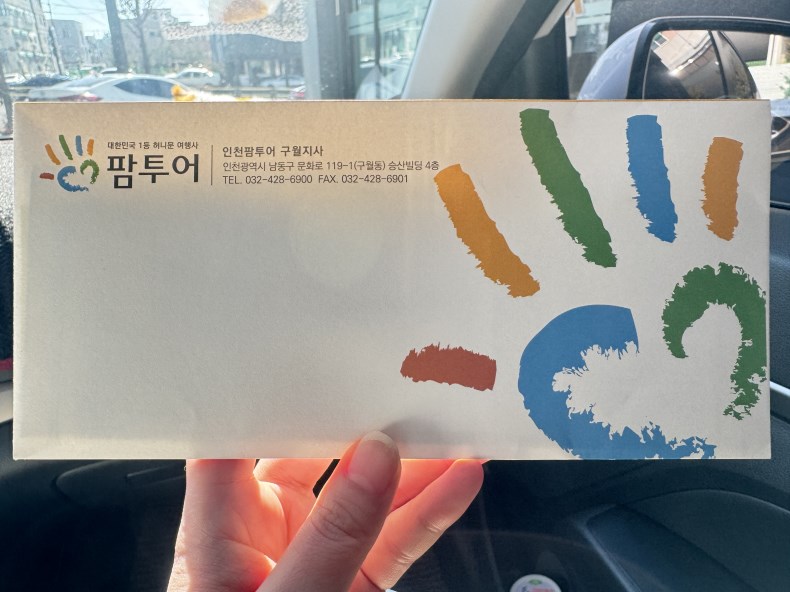 대한민국 1등 허니문 여행사
팜투어
인천팜투어 구월지사
인천광역시 남동구 문화로 119-1(구월동) 승산빌딩 4층
TEL. 032-428-6900 FAX. 032-428-6901